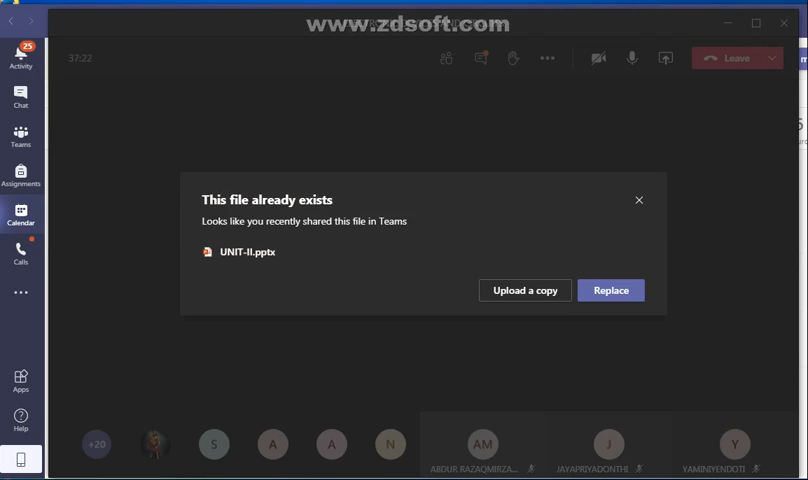 www.zdsoft.com
25
Activity
37:22
Leave
Chat
Teams
Assignments
Calendar
Calls
This file already exists
Looks like you recently shared this file in Teams
UNIT-II.pptx
Upload a copy
Replace
Apps
Help
+20
S
A
A
N
AM
J
Y
ABDUR RAZAQMIRZA...
JAYAPRIYADONTHI
YAMINIYENDOTI